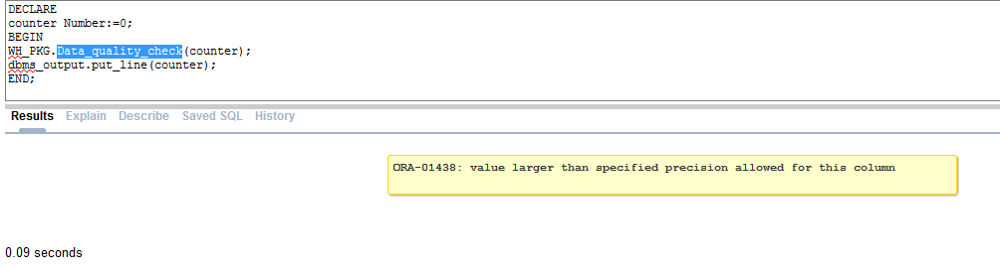 DECLARE
counter Number:=0;
BEGIN
WH_PKG.Data_quality_check(counter);
dbms_output.put_line(counter);
END;
Results Explain Describe Saved SQL History
ORA-01438: value larger than specified precision allowed for this column
0.09 seconds